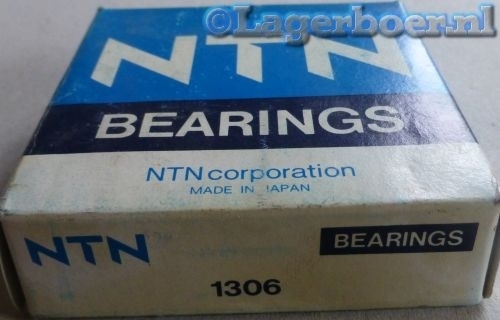 ©Lagerboer.nl
NTN
BEARINGS
NTN corporation
MADE IN JAPAN
NTN
BEARINGS
1306